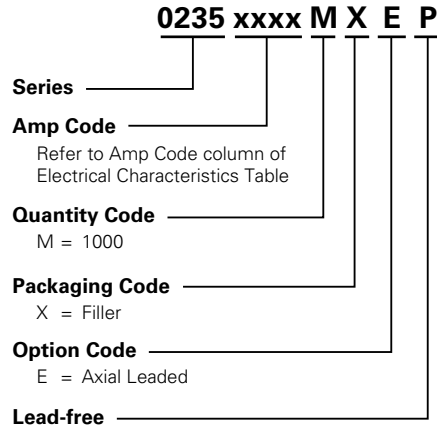 0235 xxxx M X E P
Series
Amp Code
Refer to Amp Code column of
Electrical Characteristics Table
Quantity Code
M = 1000
Packaging Code
X = Filler
Option Code
E = Axial Leaded
Lead-free